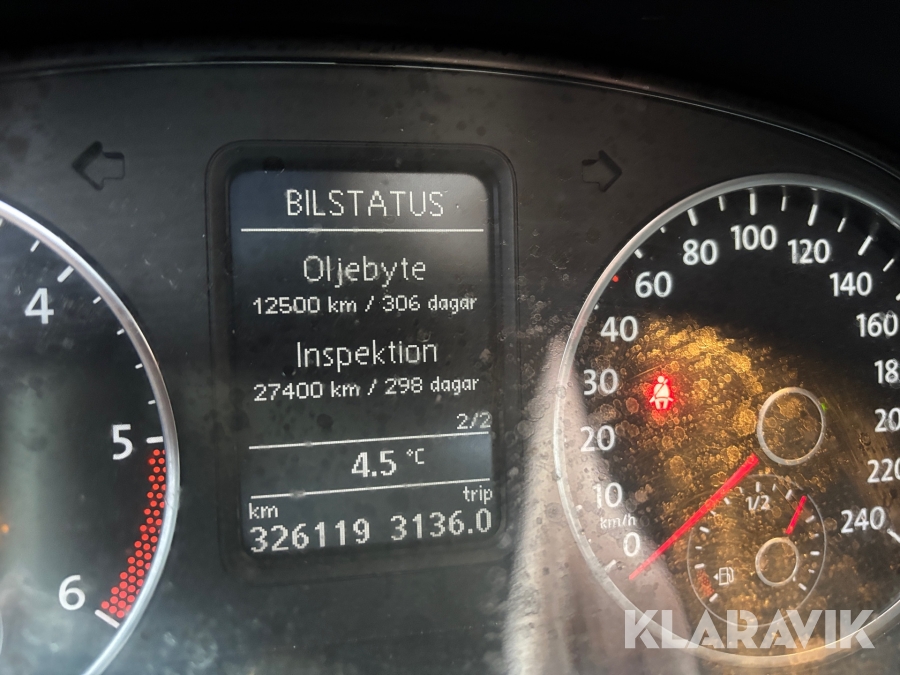 BILSTATUS
Oljebyte
12500 km / 306 dagar
Inspektion
27400 km / 298 dagar
2/2
4.5 °C
km trip
326119 3136.0
4
5
6
0
10
20
30
40
60
80
100
120
140
160
220
240
km/h
1/2
KLARAVIK